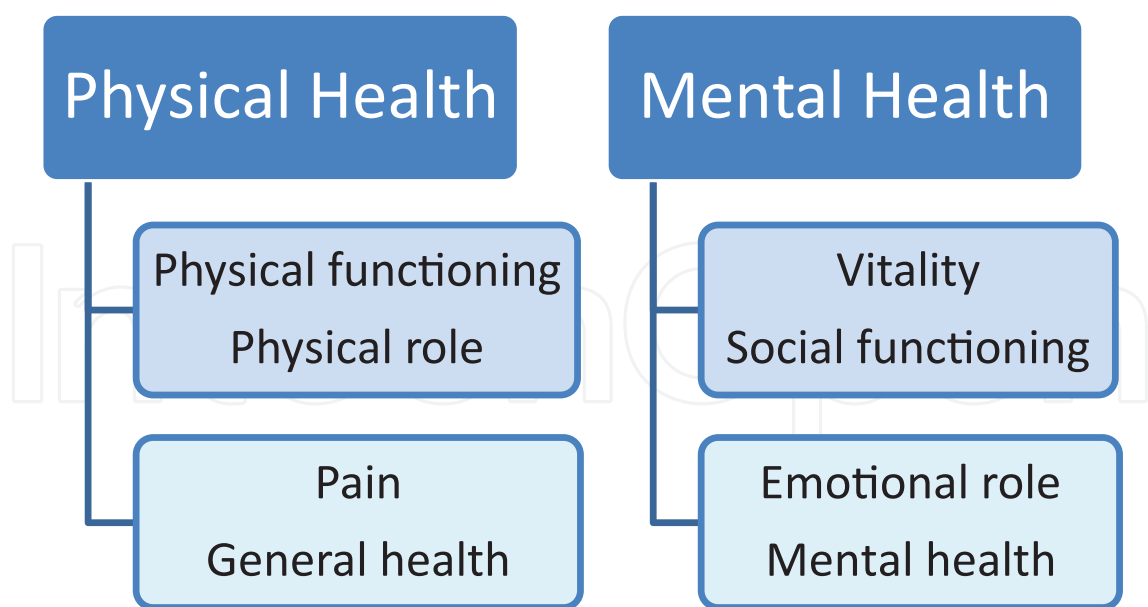 Physical Health
Physical functioning
Physical role
Pain
General health
Mental Health
Vitality
Social functioning
Emotional role
Mental health